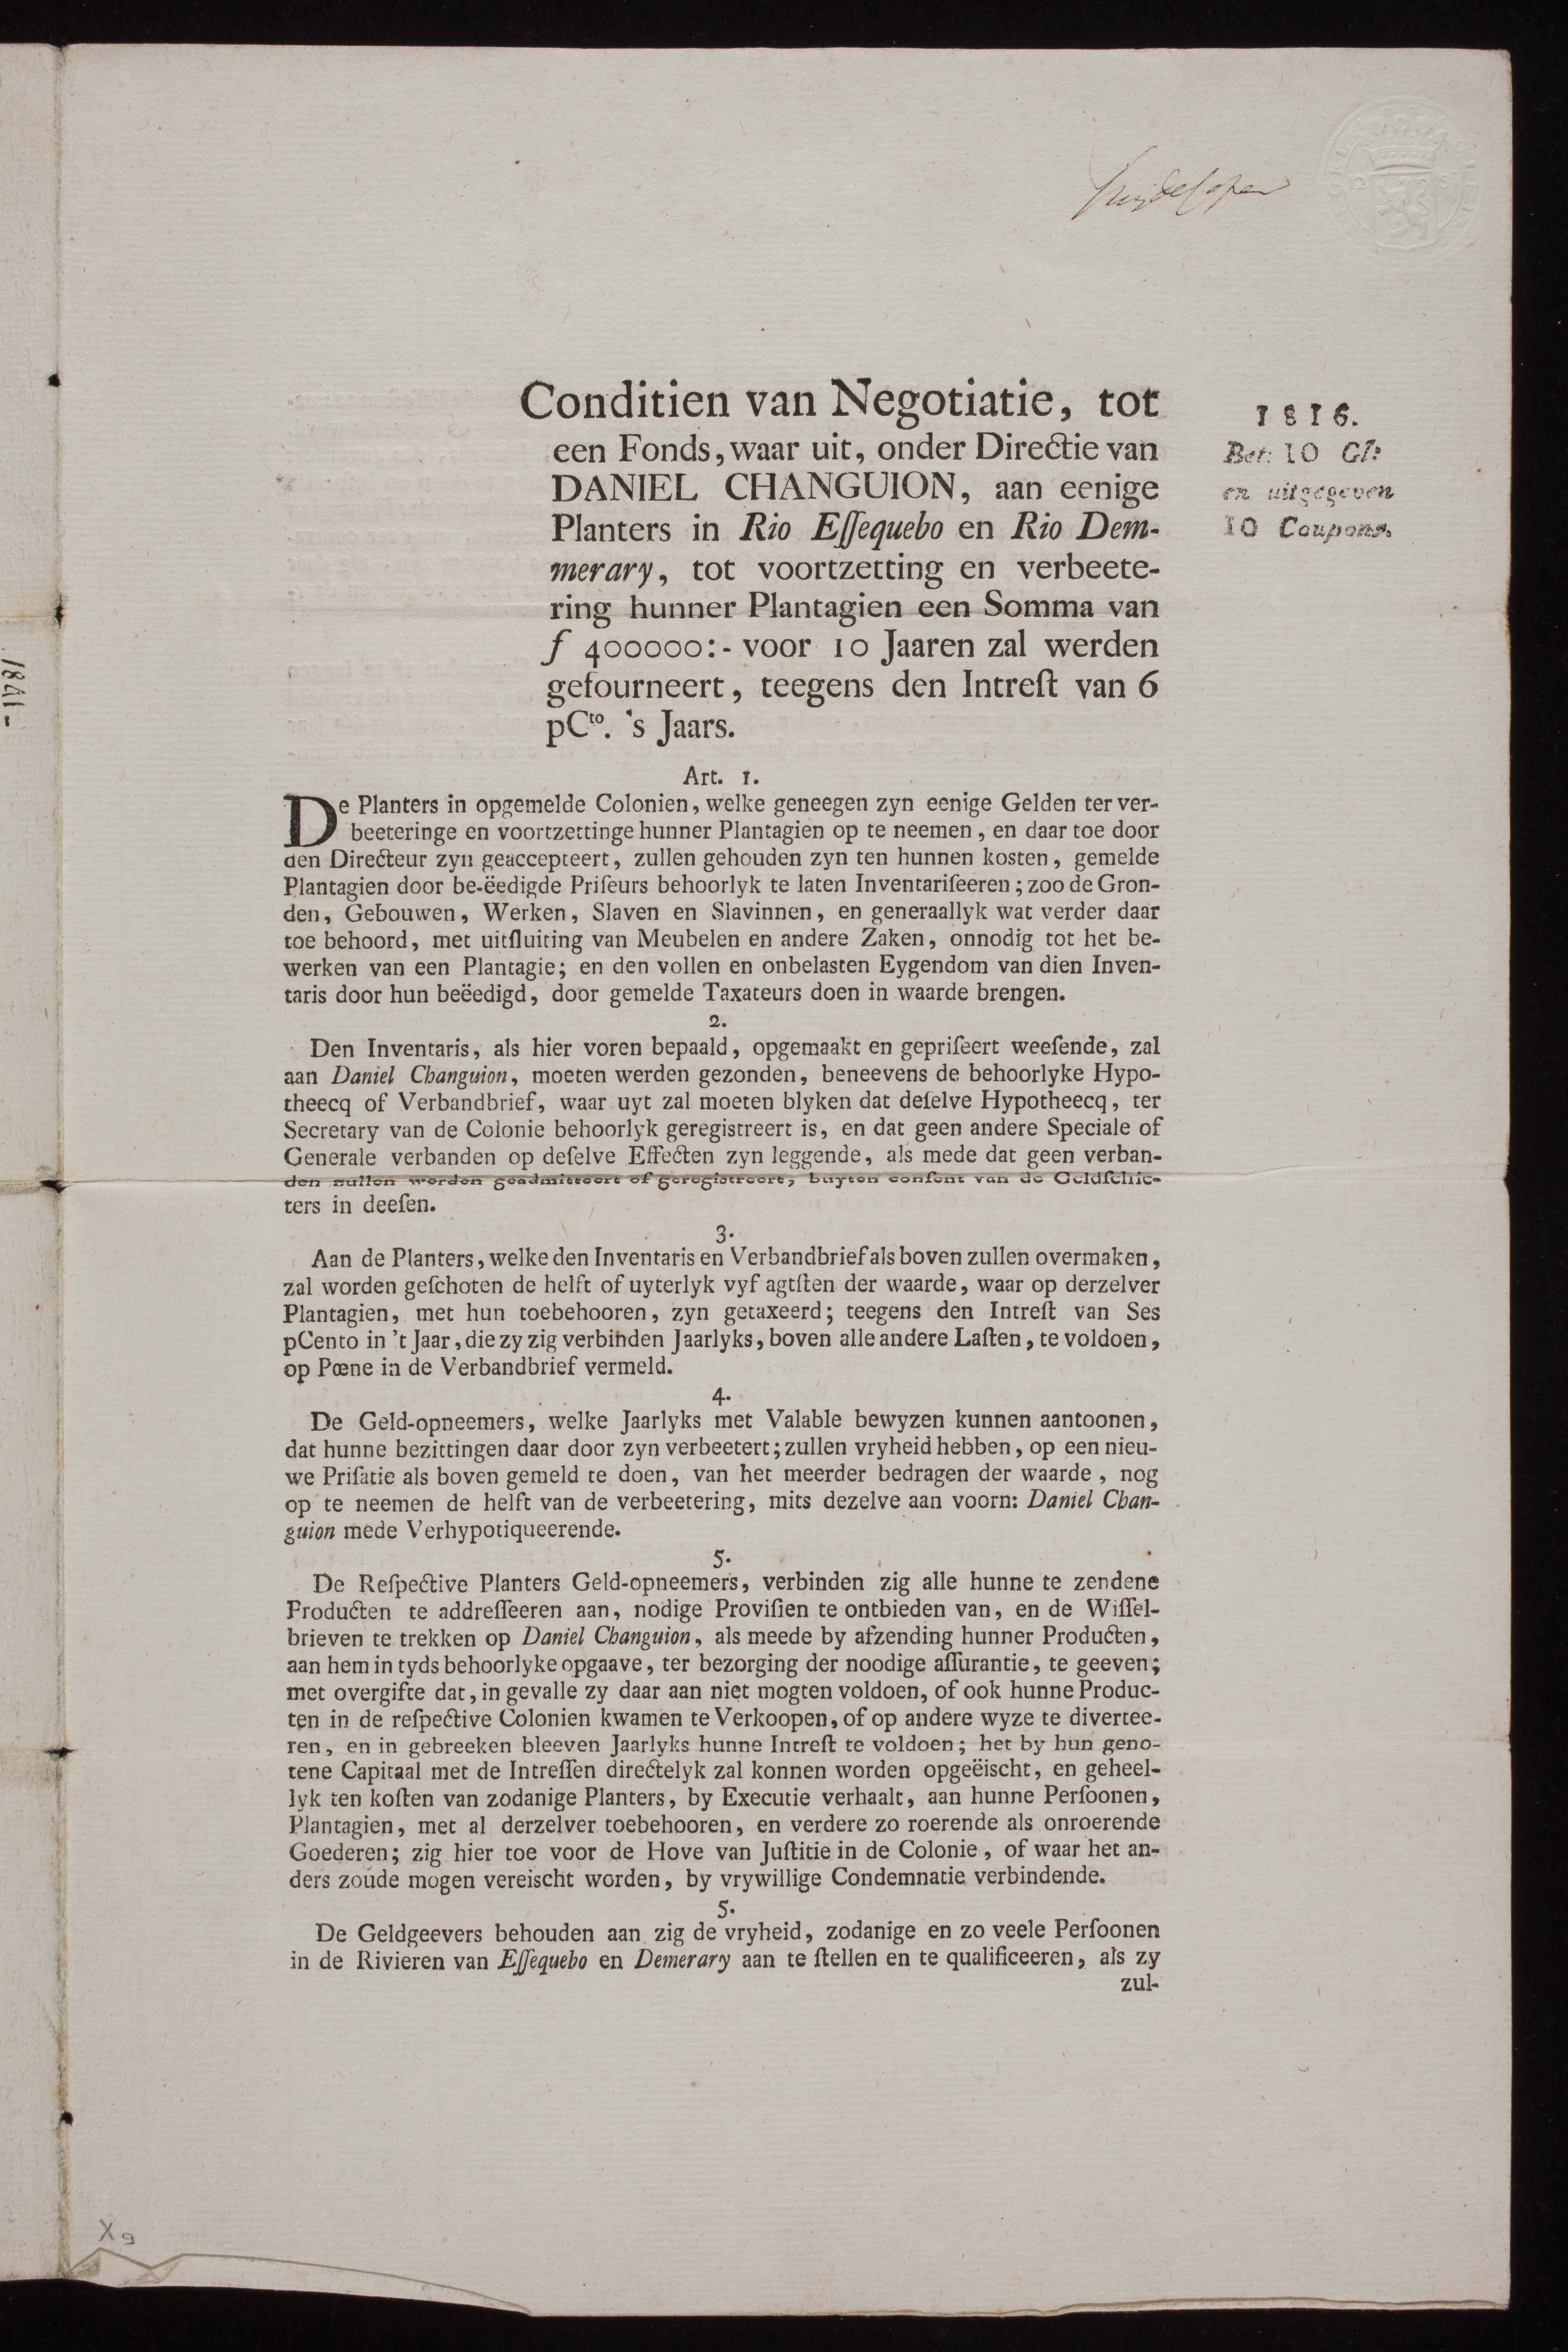 Conditien van Negotiatie, tot
een Fonds, waar uit, onder Directie van
DANIEL CHANGUION, aan eenige
Planters in Rio Eſſequebo en Rio Dem-
merary, tot voortzetting en verbeete-
ring hunner Plantagien een Somma van
ƒ 400000:- voor 10 Jaaren zal werden
gefourneert, teegens den Intreſt van 6
pCto. 's Jaars.
1816.
Bet: 10 Gl:
en uitgegeven
10 Coupons.
1841-
Art. 1.
De Planters in opgemelde Colonien, welke geneegen zyn eenige Gelden ter ver-
beeteringe en voortzettinge hunner Plantagien op te neemen, en daar toe door
den Directeur zyn geaccepteert, zullen gehouden zyn ten hunnen kosten, gemelde
Plantagien door be-ëedigde Priſeurs behoorlyk te laten Inventariſeeren; zoo de Gron-
den, Gebouwen, Werken, Slaven en Slavinnen, en generaallyk wat verder daar
toe behoord, met uitſluiting van Meubelen en andere Zaken, onnodig tot het be-
werken van een Plantagie; en den vollen en onbelasten Eygendom van dien Inven-
taris door hun beëedigd, door gemelde Taxateurs doen in waarde brengen.
2.
Den Inventaris, als hier voren bepaald, opgemaakt en gepriſeert weeſende, zal
aan Daniel Changuion, moeten werden gezonden, beneevens de behoorlyke Hypo-
theecq of Verbandbrief, waar uyt zal moeten blyken dat deſelve Hypotheecq, ter
Secretary van de Colonie behoorlyk geregistreert is, en dat geen andere Speciale of
Generale verbanden op deſelve Effecten zyn leggende, als mede dat geen verban-
den zullen worden geadmitteert of geregistreert, buyten conſent van de Geldſchie-
ters in deeſen.
3.
Aan de Planters, welke den Inventaris en Verbandbrief als boven zullen overmaken,
zal worden geſchoten de helft of uyterlyk vyf agtſten der waarde, waar op derzelver
Plantagien, met hun toebehooren, zyn getaxeerd; teegens den Intreſt van Ses
pCento in 't Jaar, die zy zig verbinden Jaarlyks, boven alle andere Laſten, te voldoen,
op Pœne in de Verbandbrief vermeld.
4.
De Geld-opneemers, welke Jaarlyks met Valable bewyzen kunnen aantoonen,
dat hunne bezittingen daar door zyn verbeetert; zullen vryheid hebben, op een nieu-
we Priſatie als boven gemeld te doen, van het meerder bedragen der waarde, nog
op te neemen de helft van de verbeetering, mits dezelve aan voorn: Daniel Chan-
guion mede Verhypotiqueerende.
5.
De Reſpective Planters Geld-opneemers, verbinden zig alle hunne te zendene
Producten te addreſſeeren aan, nodige Proviſien te ontbieden van, en de Wiſſel-
brieven te trekken op Daniel Changuion, als meede by afzending hunner Producten,
aan hem in tyds behoorlyke opgaave, ter bezorging der noodige aſſurantie, te geeven;
met overgifte dat, in gevalle zy daar aan niet mogten voldoen, of ook hunne Produc-
ten in de reſpective Colonien kwamen te Verkoopen, of op andere wyze te divertee-
ren, en in gebreeken bleeven Jaarlyks hunne Intreſt te voldoen; het by hun geno-
tene Capitaal met de Intreſſen directelyk zal konnen worden opgeëischt, en geheel-
lyk ten koſten van zodanige Planters, by Executie verhaalt, aan hunne Perſoonen,
Plantagien, met al derzelver toebehooren, en verdere zo roerende als onroerende
Goederen; zig hier toe voor de Hove van Juſtitie in de Colonie, of waar het an-
ders zoude mogen vereischt worden, by vrywillige Condemnatie verbindende.
5.
De Geldgeevers behouden aan zig de vryheid, zodanige en zo veele Perſoonen
in de Rivieren van Eſſequebo en Demerary aan te ſtellen en te qualificeeren, als zy
zul-
X9